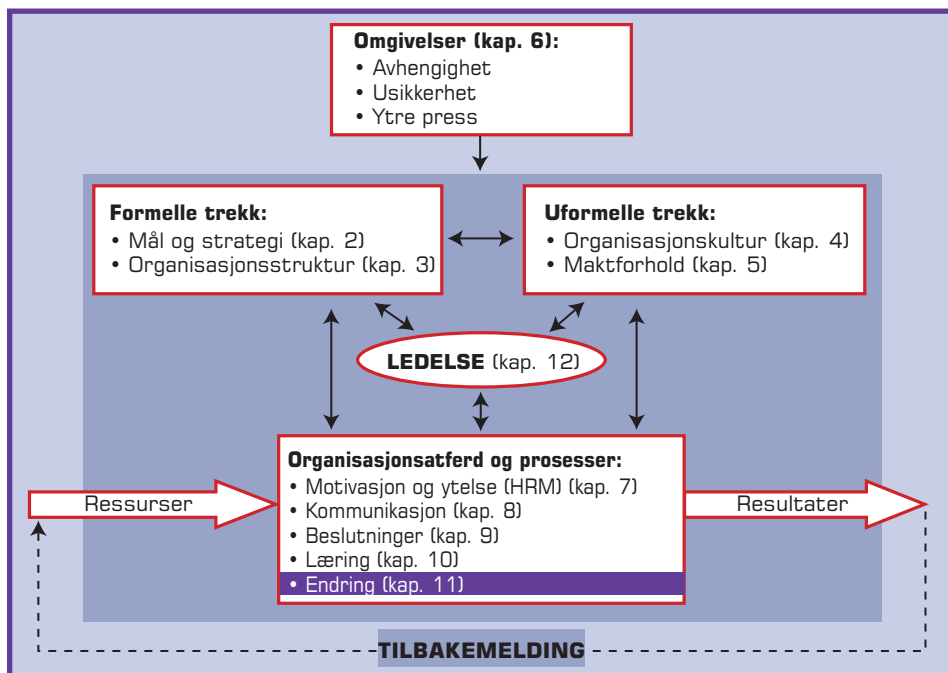 Omgivelser (kap. 6):
• Avhengighet
• Usikkerhet
• Ytre press
Formelle trekk:
• Mål og strategi (kap. 2)
• Organisasjonsstruktur (kap. 3)
Uformelle trekk:
• Organisasjonskultur (kap. 4)
• Maktforhold (kap. 5)
LEDELSE (kap. 12)
Organisasjonsatferd og prosesser:
• Motivasjon og ytelse (HRM) (kap. 7)
• Kommunikasjon (kap. 8)
• Beslutninger (kap. 9)
• Læring (kap. 10)
• Endring (kap. 11)
Ressurser
Resultater
TILBAKEMELDING